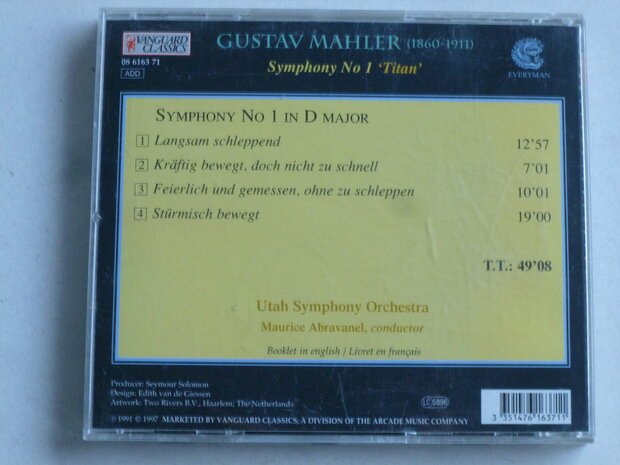 VANGUARD
CLASSICS
08 6163 71
ADD
GUSTAV MAHLER (1860-1911)
Symphony No 1 'Titan'
EVERYMAN
SYMPHONY NO 1 IN D MAJOR
1 Langsam schleppend 12'57
2 Kräftig bewegt, doch nicht zu schnell 7'01
3 Feierlich und gemessen, ohne zu schleppen 10'01
4 Stürmisch bewegt 19'00
T.T.: 49'08
Utah Symphony Orchestra
Maurice Abravanel, conductor
Booklet in english / Livret en français
Producer: Seymour Solomon
Design: Edith van de Giessen
Artwork: Two Rivers B.V., Haarlem; The Netherlands
LC 5896
℗ 1991 © 1997 MARKETED BY VANGUARD CLASSICS, A DIVISION OF THE ARCADE MUSIC COMPANY
3 351476 163711